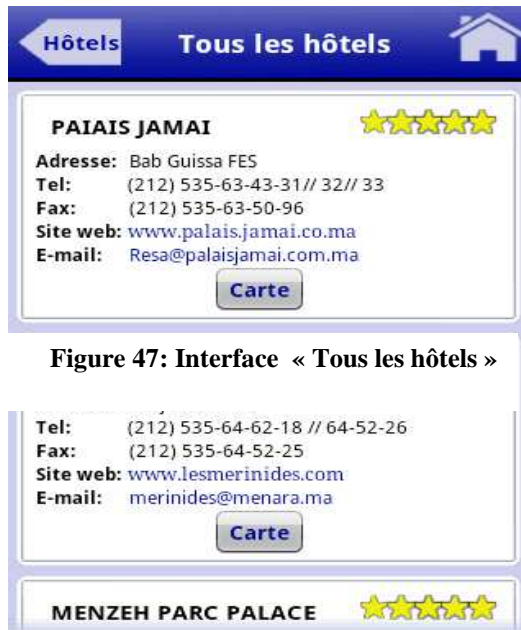 Hôtels Tous les hôtels
PAIAIS JAMAI
Adresse: Bab Guissa FES
Tel: (212) 535-63-43-31// 32// 33
Fax: (212) 535-63-50-96
Site web: www.palais.jamai.co.ma
E-mail: Resa@palaisjamai.com.ma
Carte
Figure 47: Interface « Tous les hôtels »
Tel: (212) 535-64-62-18 // 64-52-26
Fax: (212) 535-64-52-25
Site web: www.lesmerinides.com
E-mail: merinides@menara.ma
Carte
MENZEH PARC PALACE